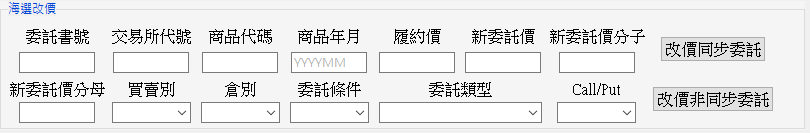 海選改價
委託書號 交易所代號 商品代碼 商品年月 履約價 新委託價 新委託價分子
YYYYMM
改價同步委託
新委託價分母 買賣別 倉別 委託條件 委託類型 Call/Put
改價非同步委託